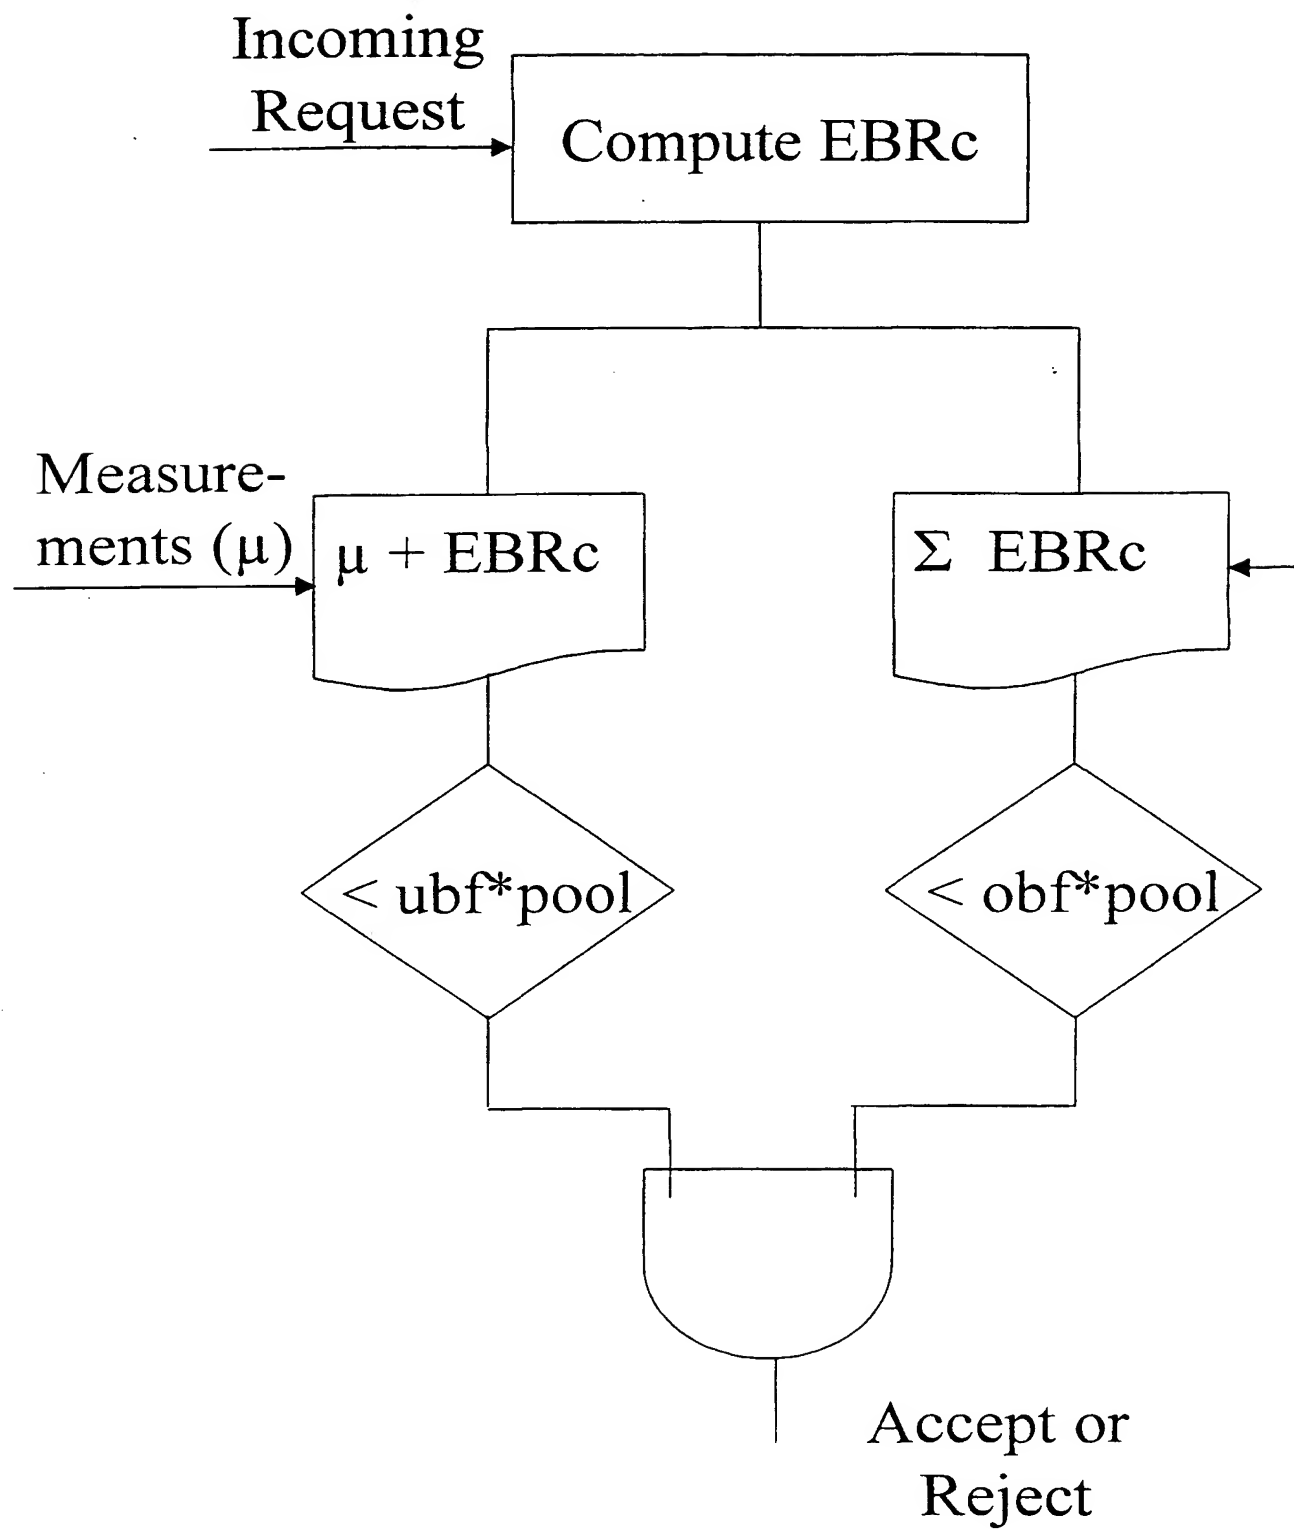 Incoming
Request
Compute EBRc
Measure-
ments (μ)
μ + EBRc
Σ EBRc
< ubf*pool
< obf*pool
Accept or
Reject